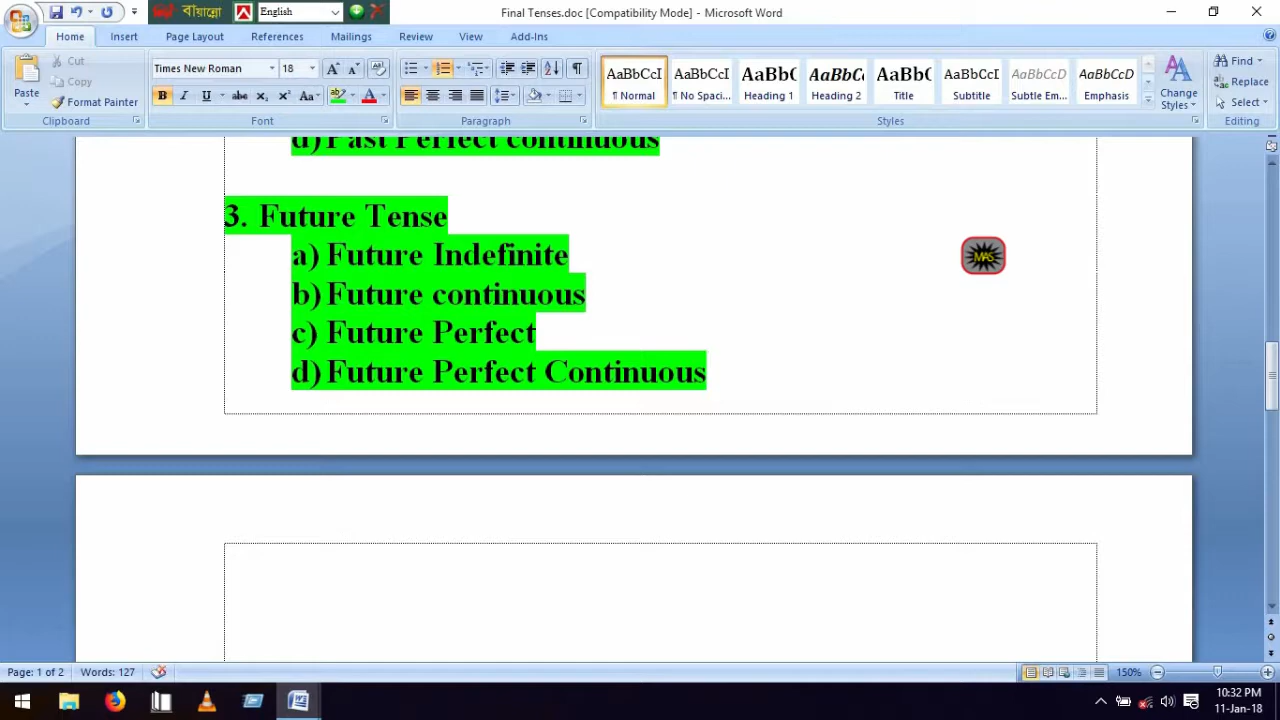 বায়ান্নো English Final Tenses.doc [Compatibility Mode] - Microsoft Word
Home Insert Page Layout References Mailings Review View Add-Ins
Times New Roman 18
Paste Cut Copy Format Painter
AaBbCcI AaBbCcI AaBbC AaBbC AaBbC AaBbCcI AaBbCcD AaBbCcI
¶ Normal ¶ No Spaci... Heading 1 Heading 2 Title Subtitle Subtle Em... Emphasis
Change Styles Find Replace Select
Clipboard Font Paragraph Styles Editing
d) Past Perfect continuous
3. Future Tense
a) Future Indefinite
b) Future continuous
c) Future Perfect
d) Future Perfect Continuous
MAS
Page: 1 of 2 Words: 127 150%
10:32 PM
11-Jan-18